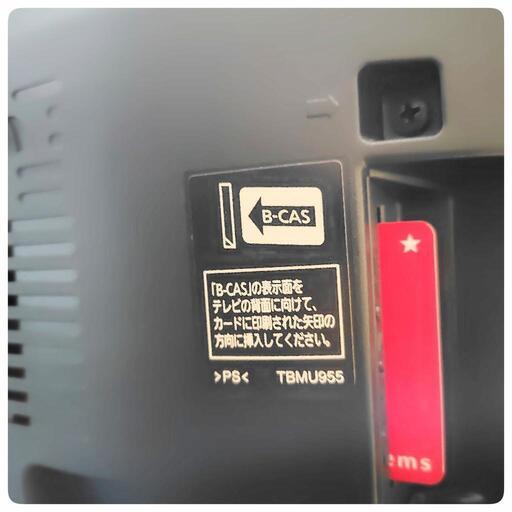 B-CAS
「B-CAS」の表示面を
テレビの背面に向けて、
カードに印刷された矢印の
方向に挿入してください。
>PS< TBMU955
ems